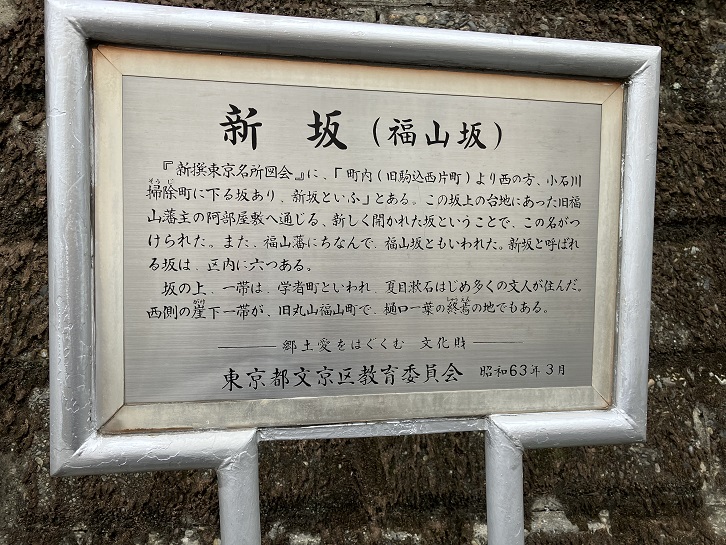 新坂（福山坂）
『新撰東京名所図会』に、「町内（旧駒込西片町）より西の方、小石川
掃除町に下る坂あり、新坂といふ」とある。この坂上の台地にあった旧福
山藩主の阿部屋敷へ通じる、新しく開かれた坂ということで、この名がつ
けられた。また、福山藩にちなんで、福山坂ともいわれた。新坂と呼ばれ
る坂は、区内に六つある。
坂の上、一帯は、学者町といわれ、夏目漱石はじめ多くの文人が住んだ。
西側の崖下一帯が、旧丸山福山町で、樋口一葉の終焉の地でもある。
郷土愛をはぐくむ 文化財
東京都文京区教育委員会 昭和63年3月